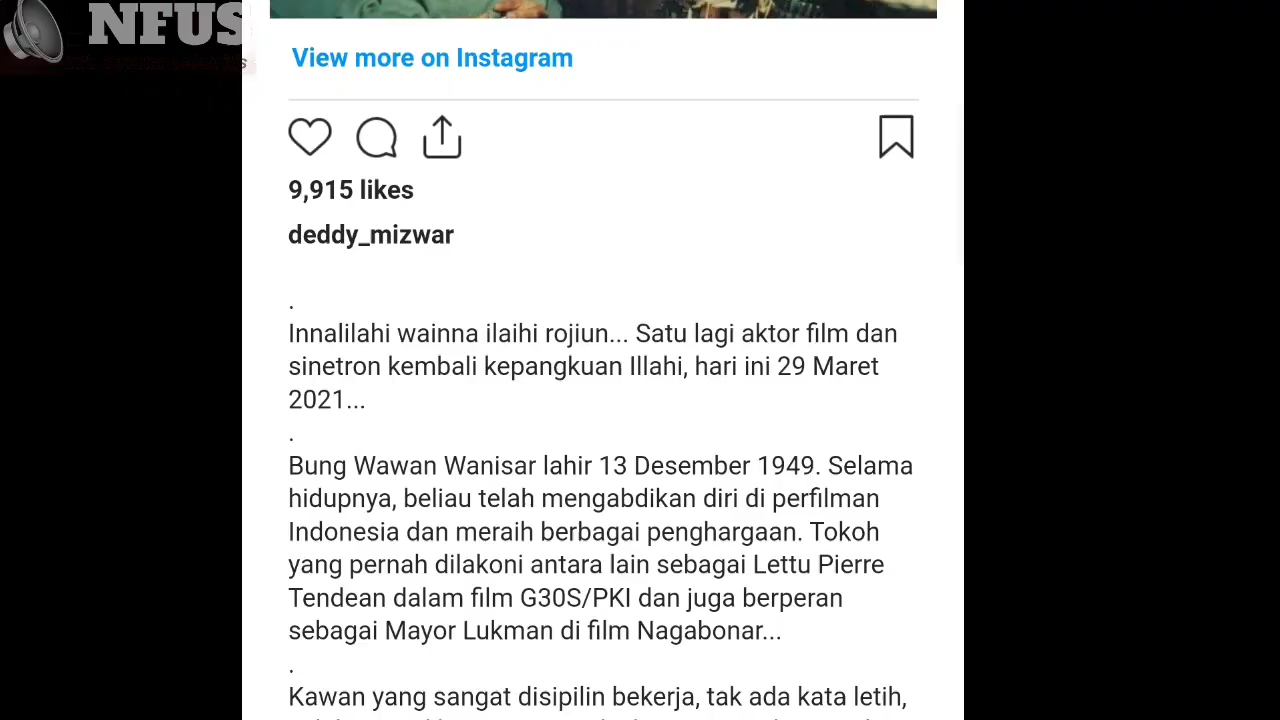 NFUS
View more on Instagram
9,915 likes
deddy_mizwar
.
Innalilahi wainna ilaihi rojiun... Satu lagi aktor film dan
sinetron kembali kepangkuan Illahi, hari ini 29 Maret
2021...
.
Bung Wawan Wanisar lahir 13 Desember 1949. Selama
hidupnya, beliau telah mengabdikan diri di perfilman
Indonesia dan meraih berbagai penghargaan. Tokoh
yang pernah dilakoni antara lain sebagai Lettu Pierre
Tendean dalam film G30S/PKI dan juga berperan
sebagai Mayor Lukman di film Nagabonar...
.
Kawan yang sangat disipilin bekerja, tak ada kata letih,